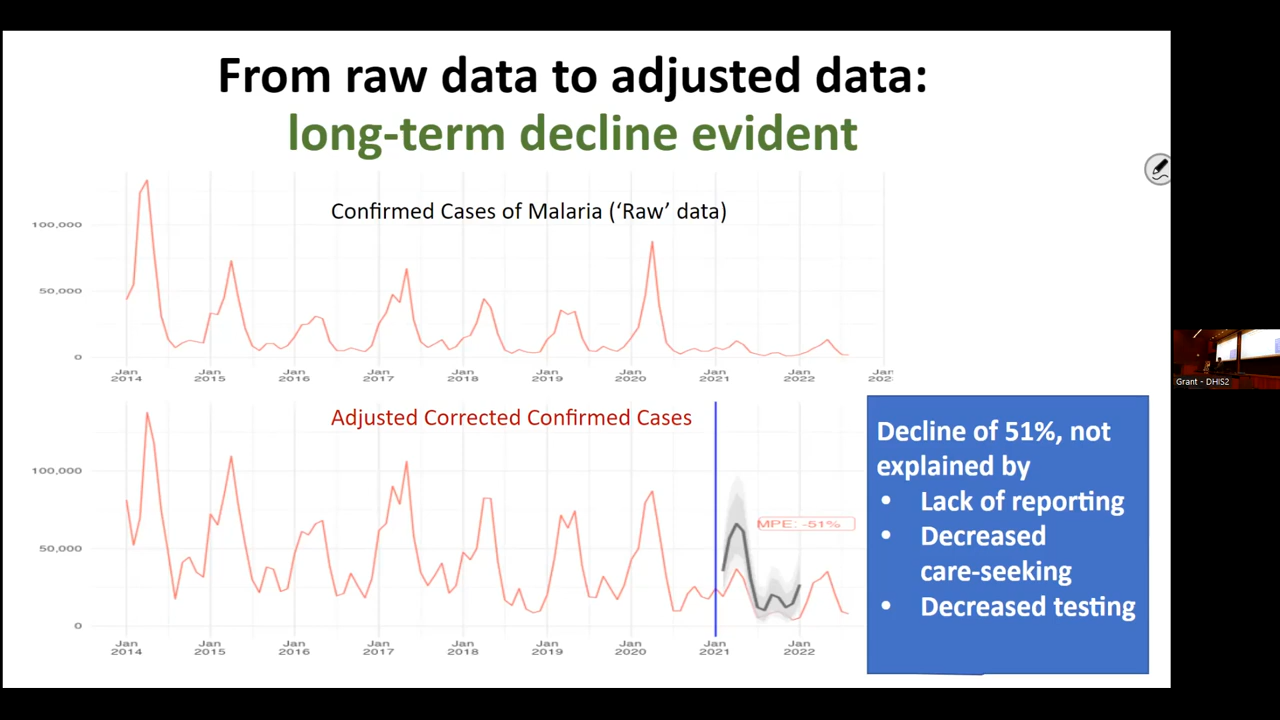 From raw data to adjusted data:
long-term decline evident
Confirmed Cases of Malaria (‘Raw’ data)
100,000
50,000
0
Jan 2014
Jan 2015
Jan 2016
Jan 2017
Jan 2018
Jan 2019
Jan 2020
Jan 2021
Jan 2022
Adjusted Corrected Confirmed Cases
100,000
50,000
0
MPE: -51%
Jan 2014
Jan 2015
Jan 2016
Jan 2017
Jan 2018
Jan 2019
Jan 2020
Jan 2021
Jan 2022
Decline of 51%, not
explained by
• Lack of reporting
• Decreased
care-seeking
• Decreased testing
Grant - DHIS2